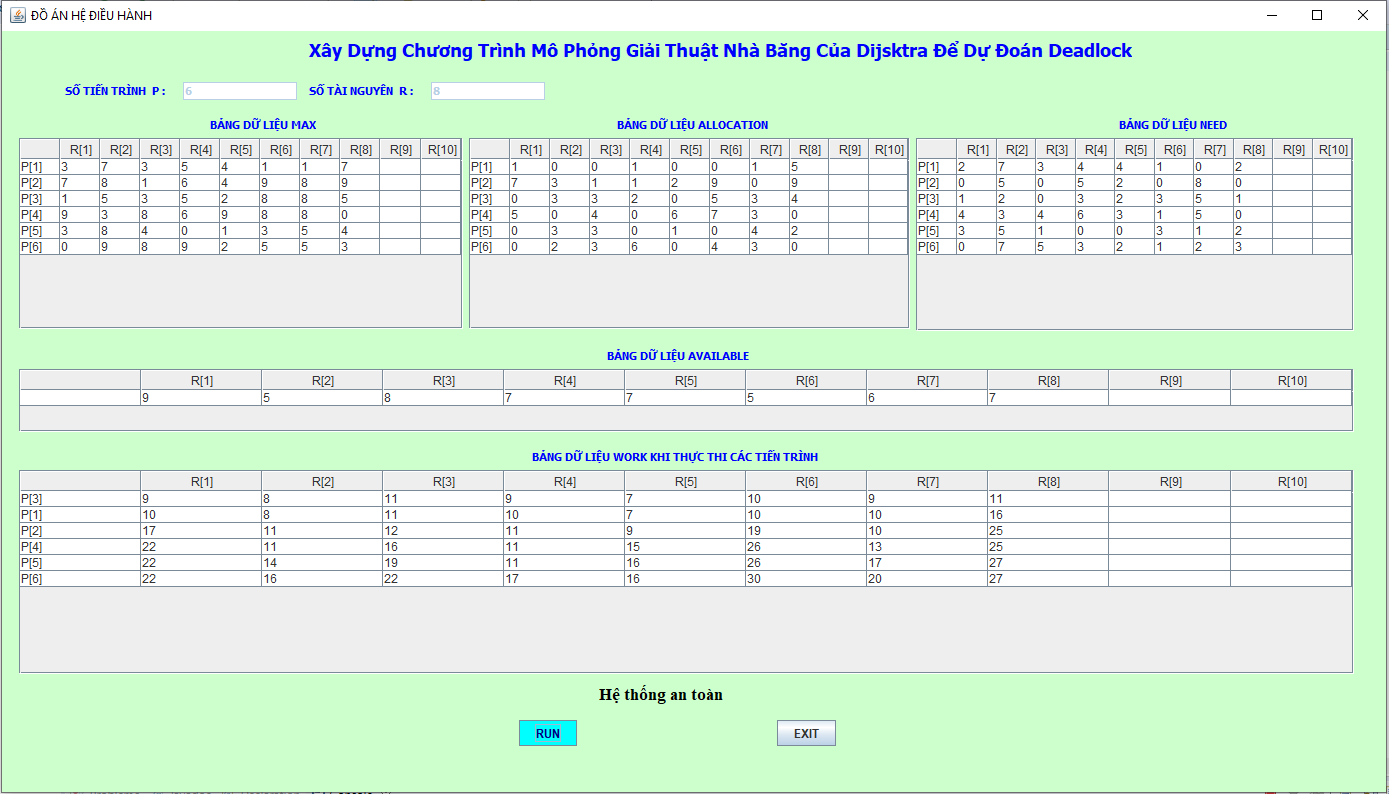 ĐỒ ÁN HỆ ĐIỀU HÀNH
Xây Dựng Chương Trình Mô Phỏng Giải Thuật Nhà Băng Của Dijsktra Để Dự Đoán Deadlock
SỐ TIẾN TRÌNH P : 6 SỐ TÀI NGUYÊN R : 8
BẢNG DỮ LIỆU MAX
R[1] R[2] R[3] R[4] R[5] R[6] R[7] R[8] R[9] R[10]
P[1] 3 7 3 5 4 1 1 7
P[2] 7 8 1 6 4 9 8 9
P[3] 1 5 3 5 2 8 8 5
P[4] 9 3 8 6 9 8 8 0
P[5] 3 8 4 0 1 3 5 4
P[6] 0 9 8 9 2 5 5 3
BẢNG DỮ LIỆU ALLOCATION
R[1] R[2] R[3] R[4] R[5] R[6] R[7] R[8] R[9] R[10]
P[1] 1 0 0 1 0 0 1 5
P[2] 7 3 1 1 2 9 0 9
P[3] 0 3 3 2 0 5 3 4
P[4] 5 0 4 0 6 7 3 0
P[5] 0 3 3 0 1 0 4 2
P[6] 0 2 3 6 0 4 3 0
BẢNG DỮ LIỆU NEED
R[1] R[2] R[3] R[4] R[5] R[6] R[7] R[8] R[9] R[10]
P[1] 2 7 3 4 4 1 0 2
P[2] 0 5 0 5 2 0 8 0
P[3] 1 2 0 3 2 3 5 1
P[4] 4 3 4 6 3 1 5 0
P[5] 3 5 1 0 0 3 1 2
P[6] 0 7 5 3 2 1 2 3
BẢNG DỮ LIỆU AVAILABLE
R[1] R[2] R[3] R[4] R[5] R[6] R[7] R[8] R[9] R[10]
9 5 8 7 7 5 6 7
BẢNG DỮ LIỆU WORK KHI THỰC THI CÁC TIẾN TRÌNH
R[1] R[2] R[3] R[4] R[5] R[6] R[7] R[8] R[9] R[10]
P[3] 9 8 11 9 7 10 9 11
P[1] 10 8 11 10 7 10 10 16
P[2] 17 11 12 11 9 19 10 25
P[4] 22 11 16 11 15 26 13 25
P[5] 22 14 19 11 16 26 17 27
P[6] 22 16 22 17 16 30 20 27
Hệ thống an toàn
RUN EXIT